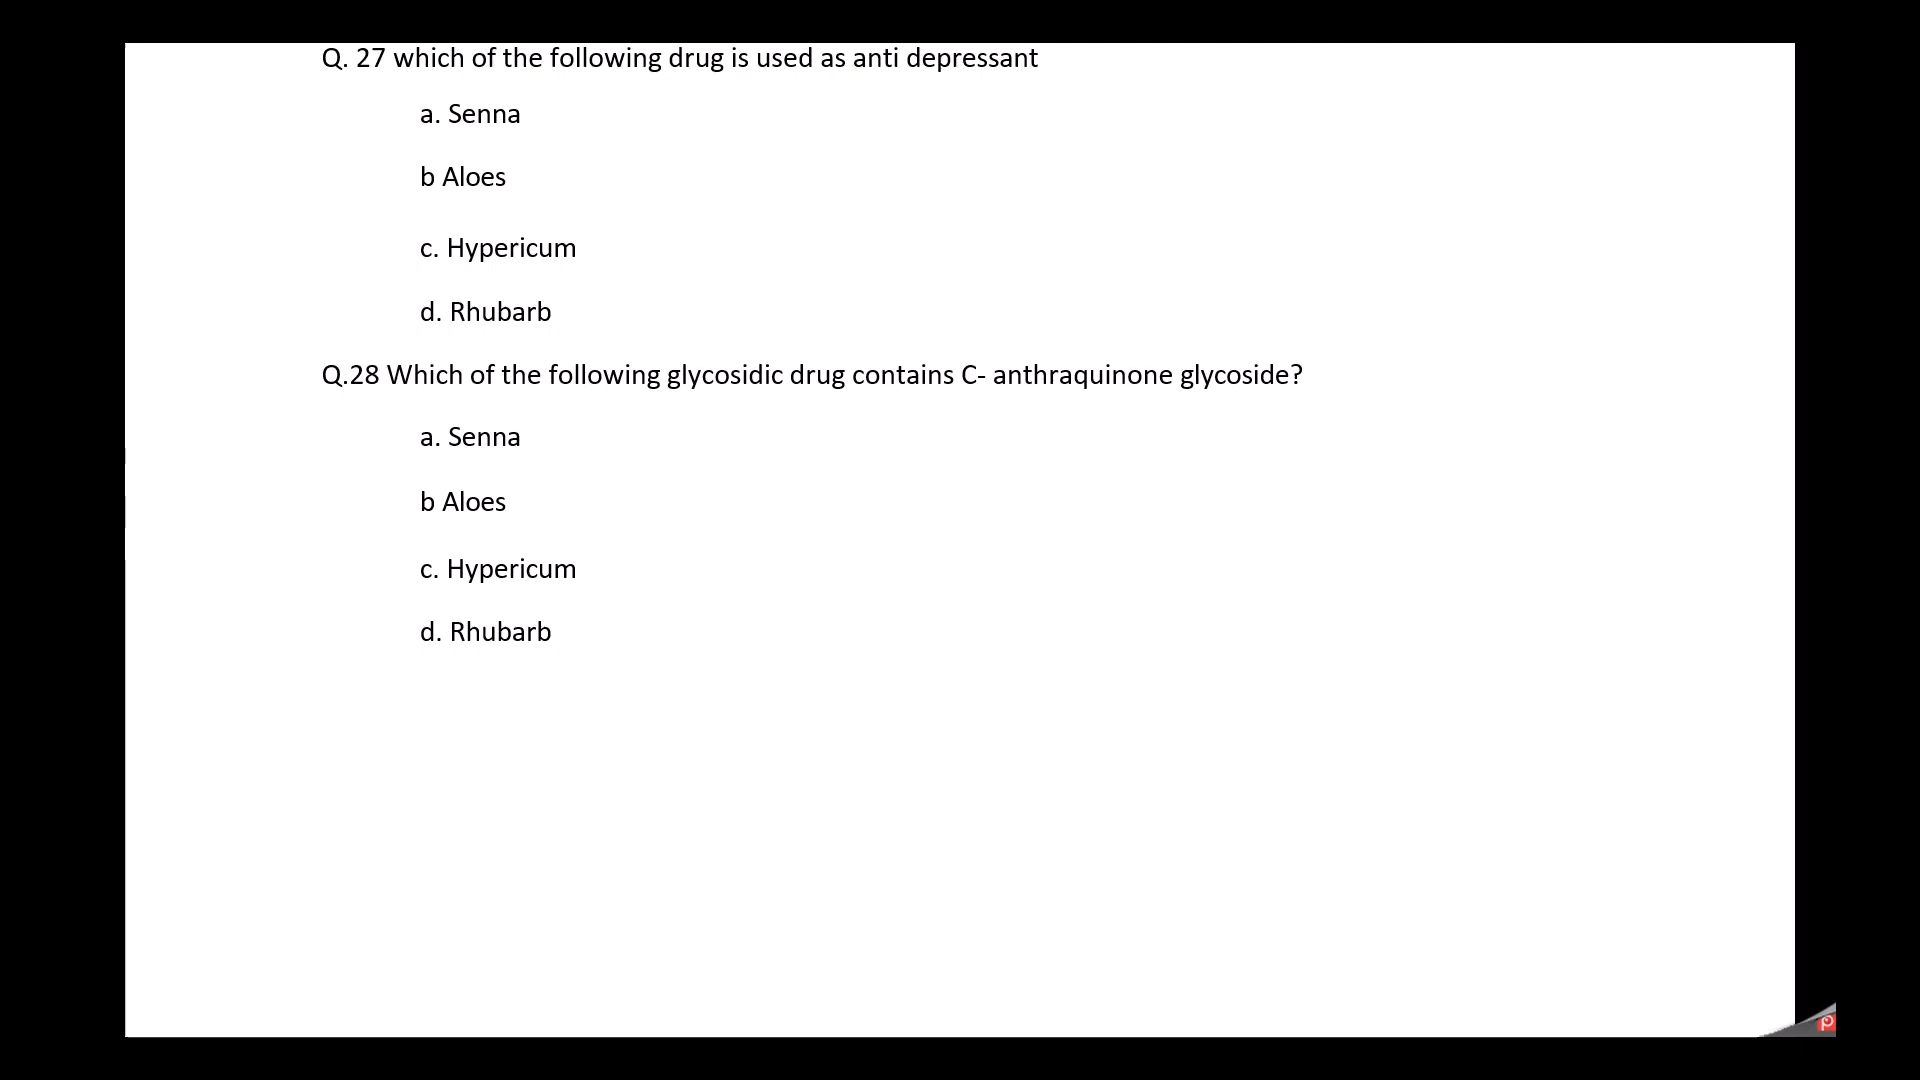 Q. 27 which of the following drug is used as anti depressant
a. Senna
b Aloes
c. Hypericum
d. Rhubarb
Q.28 Which of the following glycosidic drug contains C- anthraquinone glycoside?
a. Senna
b Aloes
c. Hypericum
d. Rhubarb